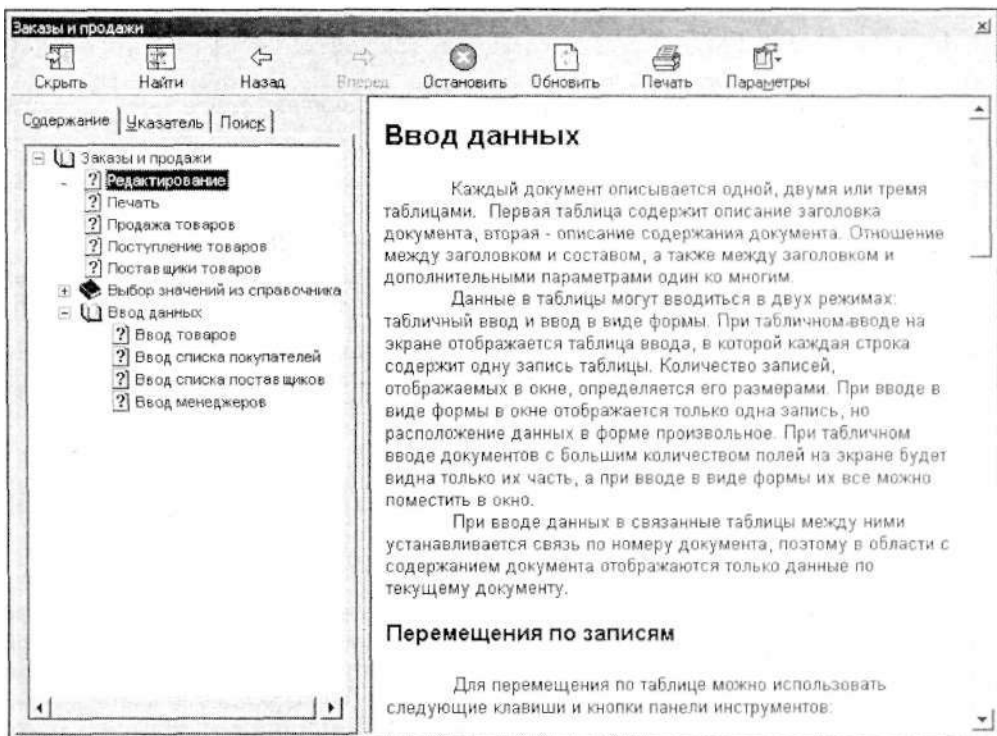 Заказы и продажи
Скрыть Найти Назад Вперед Остановить Обновить Печать Параметры
Содержание Указатель Поиск
Заказы и продажи
Редактирование
Печать
Продажа товаров
Поступление товаров
Поставщики товаров
Выбор значений из справочника
Ввод данных
Ввод товаров
Ввод списка покупателей
Ввод списка поставщиков
Ввод менеджеров
Ввод данных
Каждый документ описывается одной, двумя или тремя
таблицами. Первая таблица содержит описание заголовка
документа, вторая - описание содержания документа. Отношение
между заголовком и составом, а также между заголовком и
дополнительными параметрами один ко многим.
Данные в таблицы могут вводиться в двух режимах:
табличный ввод и ввод в виде формы. При табличном вводе на
экране отображается таблица ввода, в которой каждая строка
содержит одну запись таблицы. Количество записей,
отображаемых в окне, определяется его размерами. При вводе в
виде формы в окне отображается только одна запись, но
расположение данных в форме произвольное. При табличном
вводе документов с большим количеством полей на экране будет
видна только их часть, а при вводе в виде формы их все можно
поместить в окно.
При вводе данных в связанные таблицы между ними
устанавливается связь по номеру документа, поэтому в области с
содержанием документа отображаются только данные по
текущему документу.
Перемещения по записям
Для перемещения по таблице можно использовать
следующие клавиши и кнопки панели инструментов: